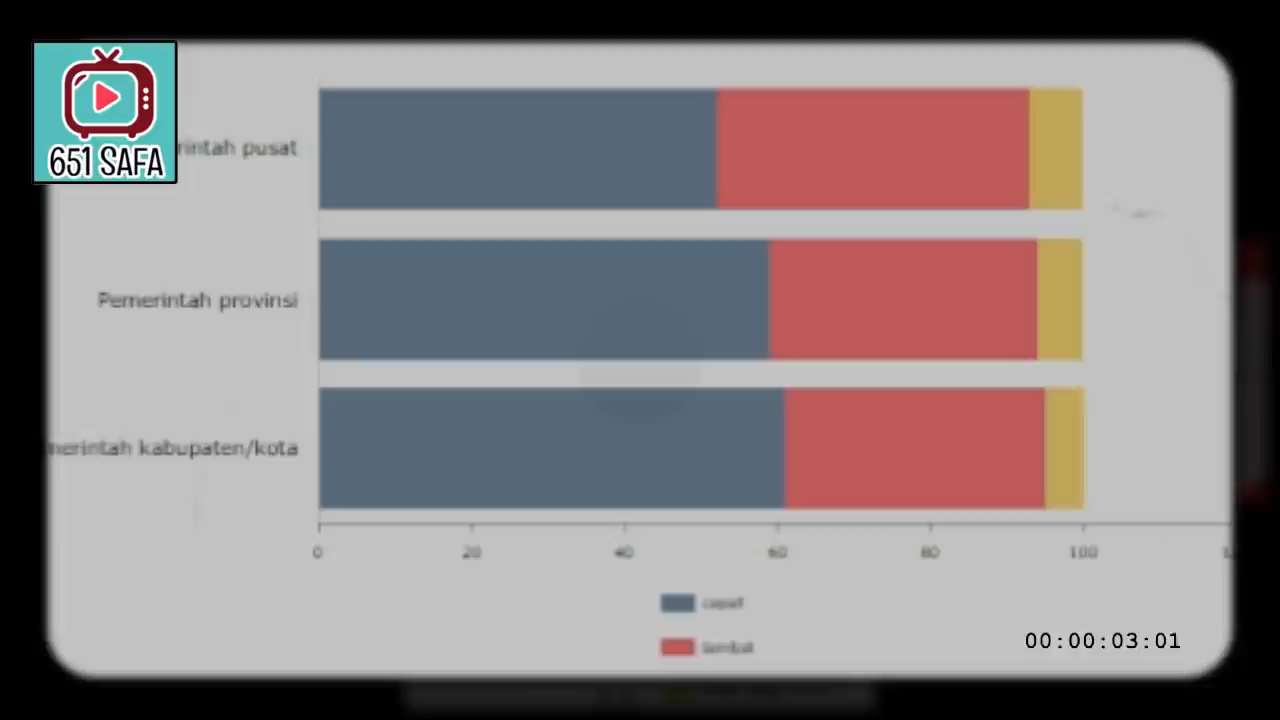 651 SAFA
rintah pusat
Pemerintah provinsi
merintah kabupaten/kota
0 20 40 60 80 100
cepat
lambat
00:00:03:01